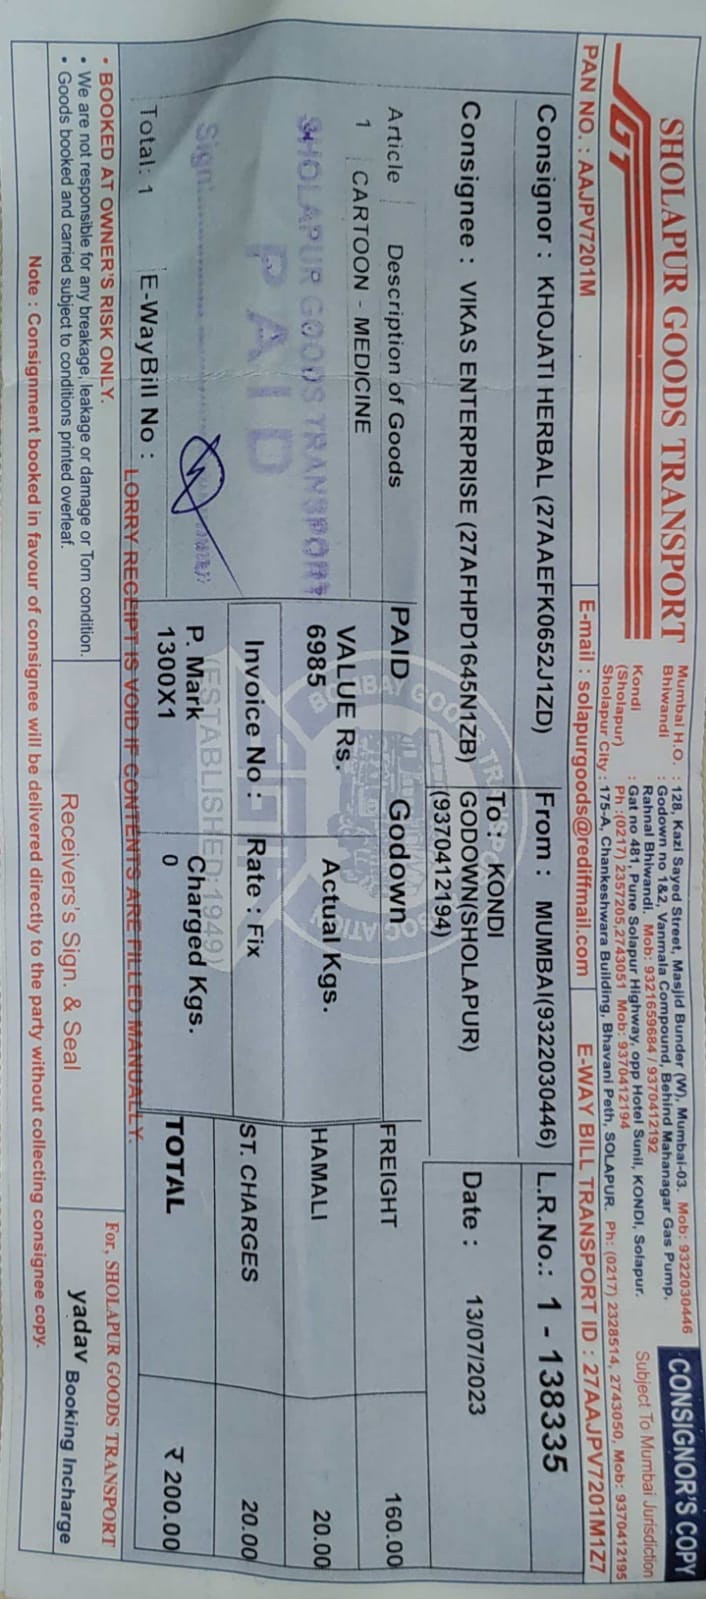 SHOLAPUR GOODS TRANSPORT
SGT
CONSIGNOR'S COPY
Mumbai H.O. : 128, Kazi Sayed Street, Masjid Bunder (W), Mumbai-03. Mob: 9322030446
Bhiwandi : Godown no 1&2, Vanmala Compound, Behind Mahanagar Gas Pump,
Rahnal Bhiwandi. Mob: 9321659684 / 9370412192
Subject To Mumbai Jurisdiction
Kondi : Gat no 481, Pune Solapur Highway, opp Hotel Sunil, KONDI, Solapur.
(Sholapur) Ph :(0217) 2357205,2743051 Mob: 9370412194
Sholapur City : 175-A, Chankeshwara Building, Bhavani Peth, SOLAPUR. Ph: (0217) 2328514, 2743050, Mob: 9370412195
PAN NO. : AAJPV7201M
E-mail : solapurgoods@rediffmail.com
E-WAY BILL TRANSPORT ID : 27AAJPV7201M1Z7
Consignor : KHOJATI HERBAL (27AAEFK0652J1ZD)
From : MUMBAI(9322030446)
L.R.No.: 1 - 138335
Consignee : VIKAS ENTERPRISE (27AFHPD1645N1ZB)
To : KONDI
GODOWN(SHOLAPUR)
(9370412194)
Date : 13/07/2023
Article Description of Goods
PAID Godown
FREIGHT 160.00
1 CARTOON - MEDICINE
VALUE Rs. Actual Kgs.
6985
HAMALI 20.00
SHOLAPUR GOODS TRANSPORT
PAID
Sign:
Invoice No : Rate : Fix
ST. CHARGES 20.00
P. Mark Charged Kgs.
1300X1 0
Total: 1 E-WayBill No :
TOTAL ₹ 200.00
BOMBAY GOODS TRANSPORT ASSOCIATION
(ESTABLISHED 1949)
LORRY RECEIPT IS VOID IF CONTENTS ARE FILLED MANUALLY.
• BOOKED AT OWNER'S RISK ONLY.
• We are not responsible for any breakage, leakage or damage or Torn condition.
• Goods booked and carried subject to conditions printed overleaf.
Receivers's Sign. & Seal
For, SHOLAPUR GOODS TRANSPORT
yadav Booking Incharge
Note : Consignment booked in favour of consignee will be delivered directly to the party without collecting consignee copy.